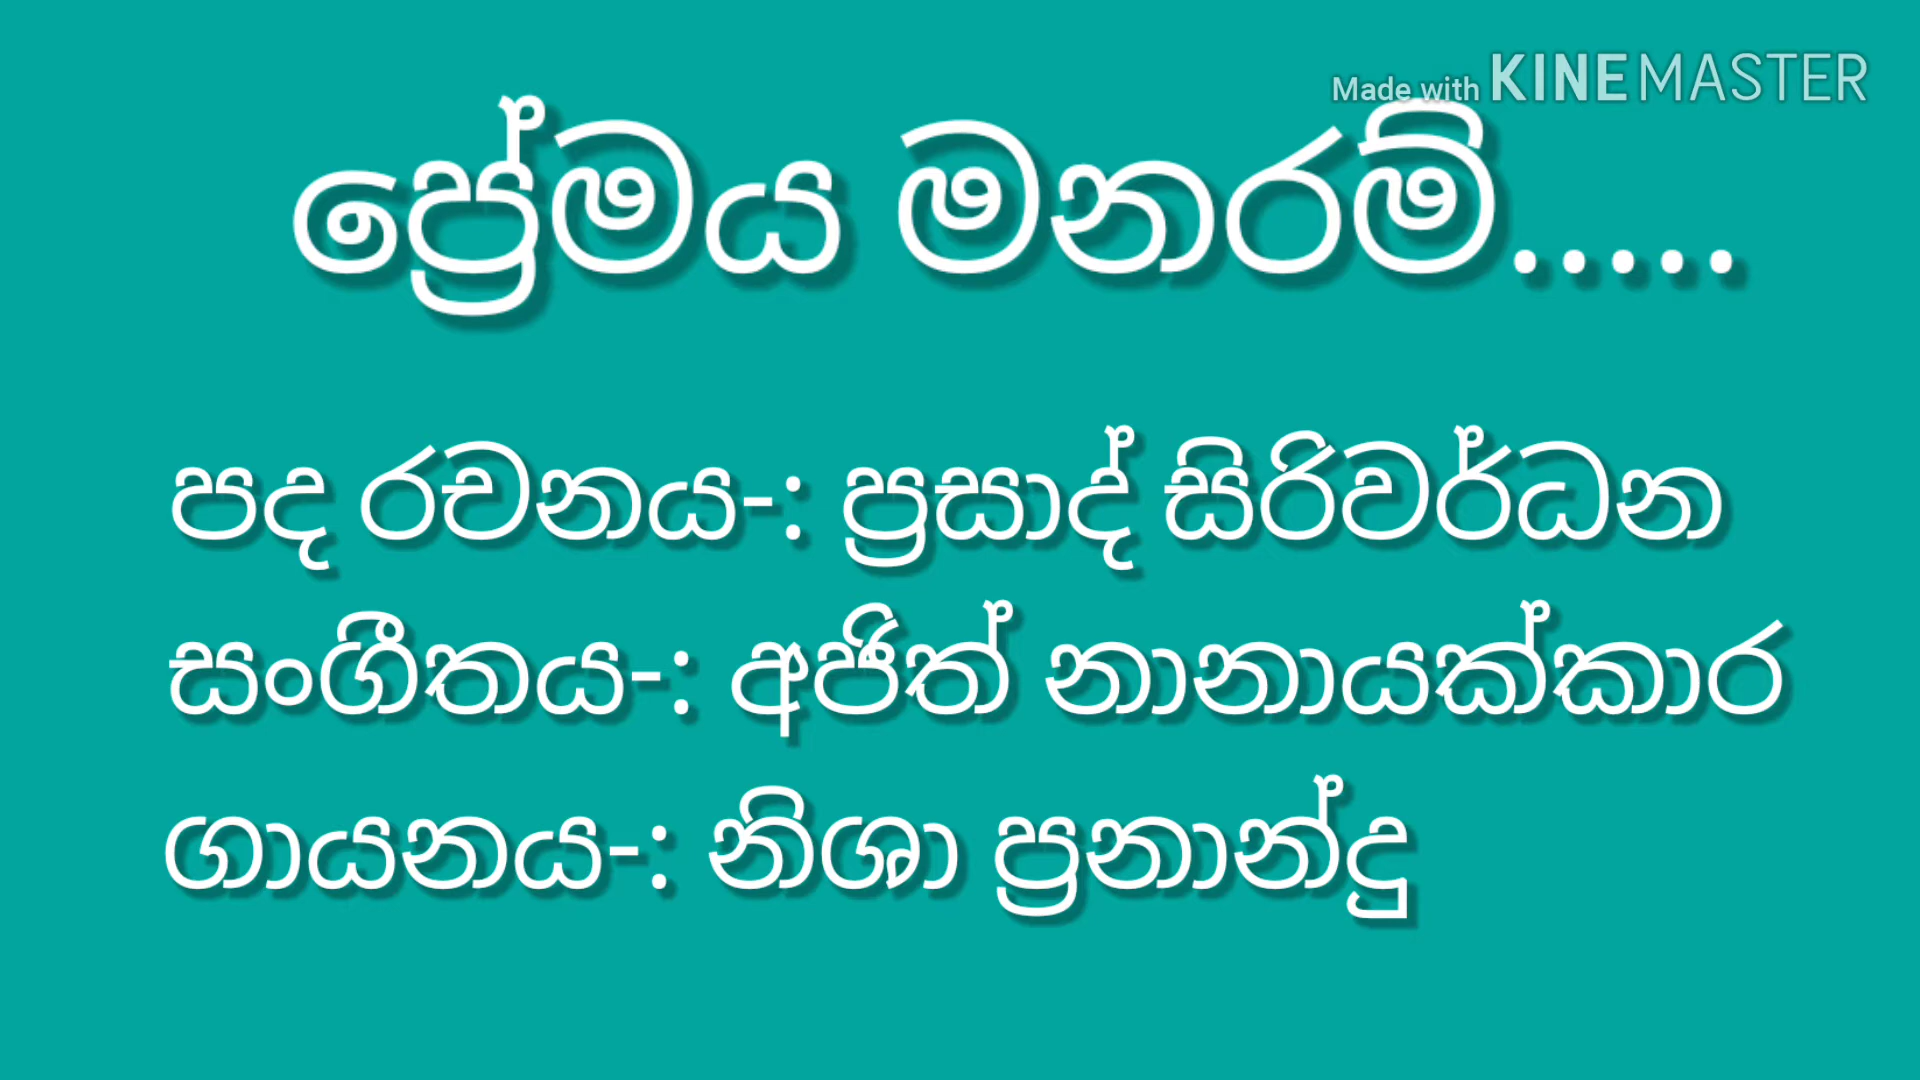 Made with KINEMASTER
ප්‍රේමය මනරම්.....
පද රචනය-: ප්‍රසාද් සිරිවර්ධන
සංගීතය-: අජිත් නානායක්කාර
ගායනය-: නිශා ප්‍රනාන්දු